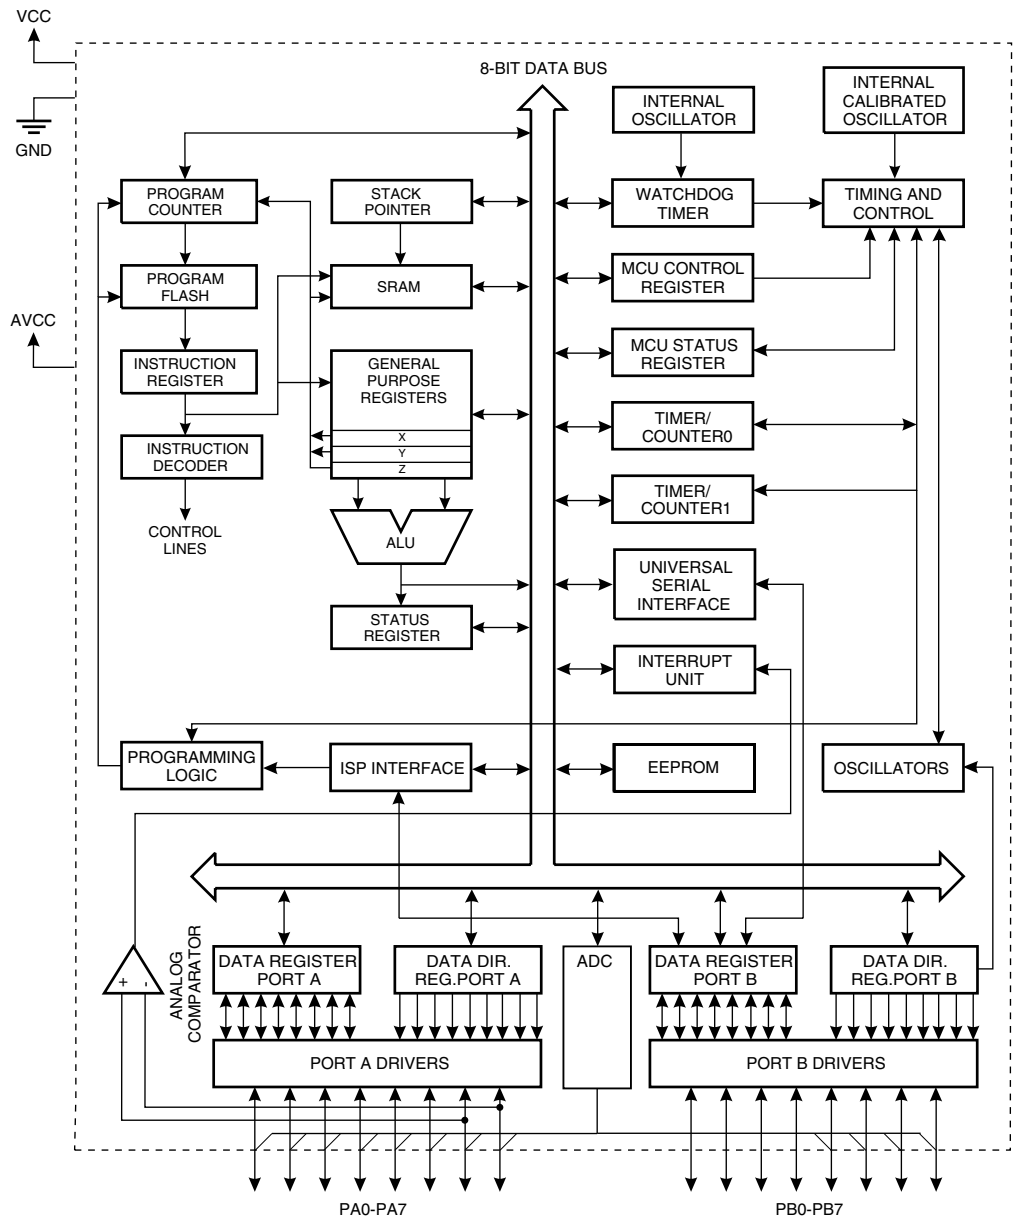 VCC
8-BIT DATA BUS
GND
AVCC
INTERNAL
OSCILLATOR
INTERNAL
CALIBRATED
OSCILLATOR
PROGRAM
COUNTER
STACK
POINTER
WATCHDOG
TIMER
TIMING AND
CONTROL
PROGRAM
FLASH
SRAM
MCU CONTROL
REGISTER
INSTRUCTION
REGISTER
GENERAL
PURPOSE
REGISTERS
X
Y
Z
MCU STATUS
REGISTER
INSTRUCTION
DECODER
TIMER/
COUNTER0
CONTROL
LINES
ALU
TIMER/
COUNTER1
STATUS
REGISTER
UNIVERSAL
SERIAL
INTERFACE
INTERRUPT
UNIT
PROGRAMMING
LOGIC
ISP INTERFACE
EEPROM
OSCILLATORS
+
-
ANALOG
COMPARATOR
DATA REGISTER
PORT A
DATA DIR.
REG.PORT A
ADC
DATA REGISTER
PORT B
DATA DIR.
REG.PORT B
PORT A DRIVERS
PORT B DRIVERS
PA0-PA7
PB0-PB7